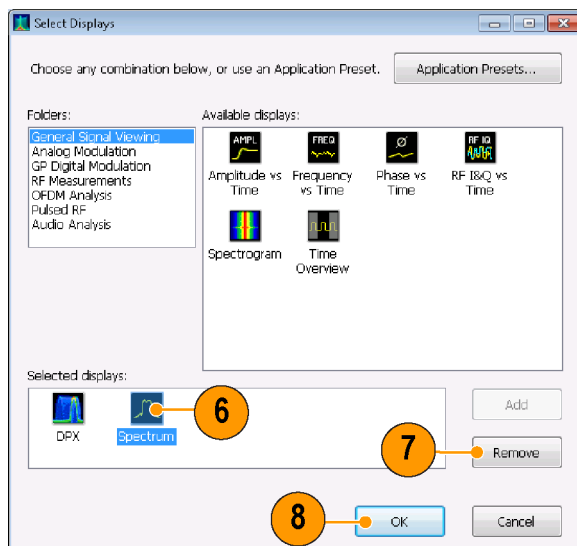 Select Displays
Choose any combination below, or use an Application Preset.
Application Presets...
Folders:
Available displays:
General Signal Viewing
Analog Modulation
GP Digital Modulation
RF Measurements
OFDM Analysis
Pulsed RF
Audio Analysis
AMPL
FREQ
Ø
RF IQ
Amplitude vs
Time
Frequency
vs Time
Phase vs
Time
RF I&Q vs
Time
Spectrogram
Time
Overview
Selected displays:
DPX
Spectrum
6
Add
7
Remove
8
OK
Cancel